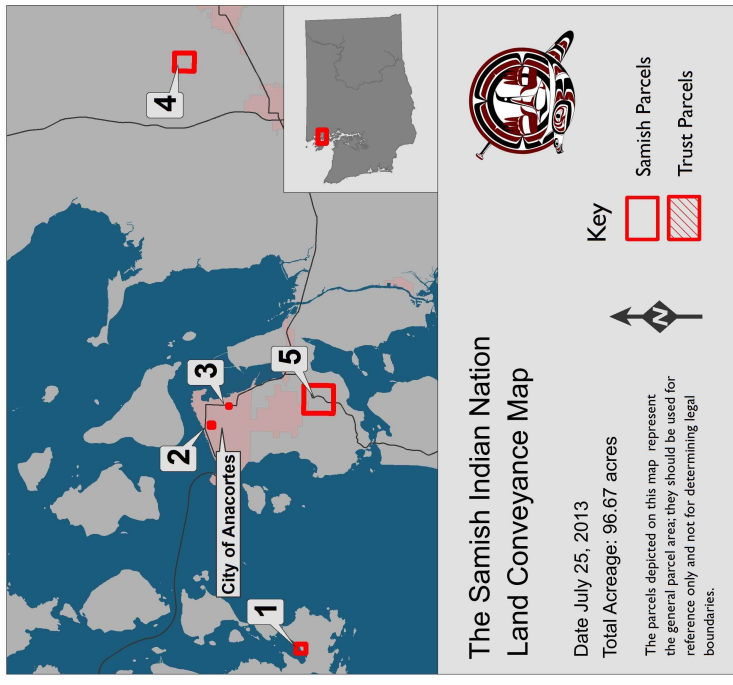 4
2
3
5
City of Anacortes
1
The Samish Indian Nation
Land Conveyance Map
Date July 25, 2013
Total Acreage: 96.67 acres
The parcels depicted on this map represent
the general parcel area; they should be used for
reference only and not for determining legal
boundaries.
N
Key
Samish Parcels
Trust Parcels